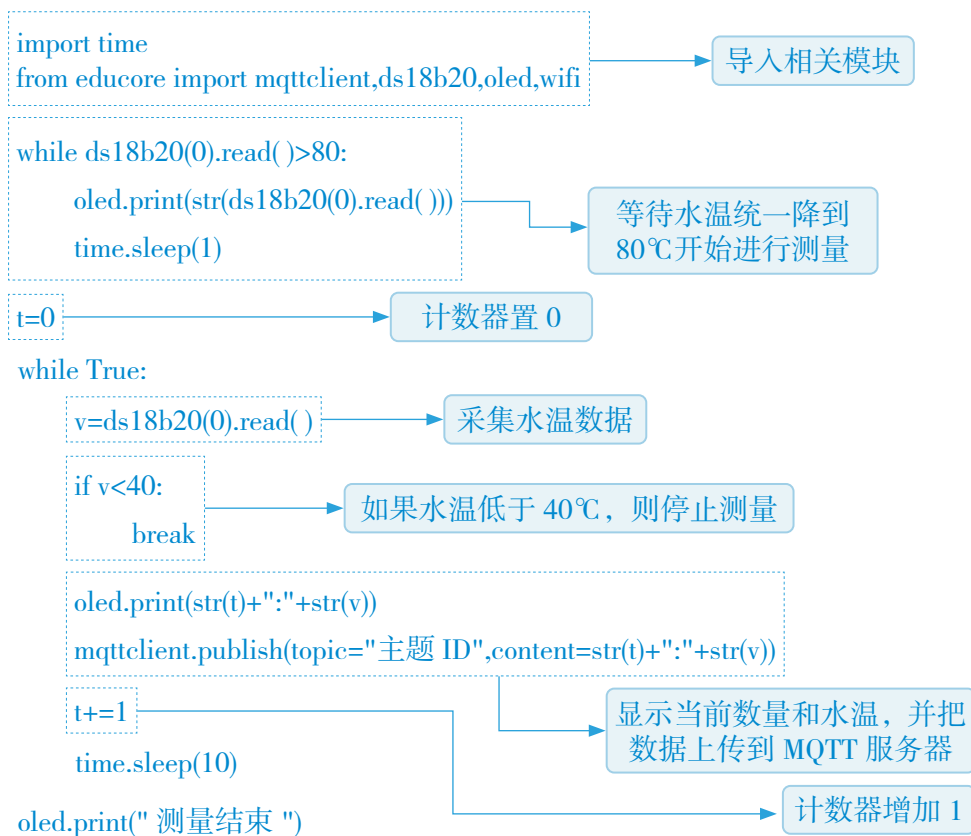 import time
from educore import mqttclient,ds18b20,oled,wifi
导入相关模块
while ds18b20(0).read( )>80:
oled.print(str(ds18b20(0).read( )))
time.sleep(1)
等待水温统一降到
80℃开始进行测量
t=0
计数器置 0
while True:
v=ds18b20(0).read( )
采集水温数据
if v<40:
break
如果水温低于 40℃，则停止测量
oled.print(str(t)+":"+str(v))
mqttclient.publish(topic="主题 ID",content=str(t)+":"+str(v))
显示当前数量和水温，并把
数据上传到 MQTT 服务器
t+=1
计数器增加 1
time.sleep(10)
oled.print(" 测量结束 ")